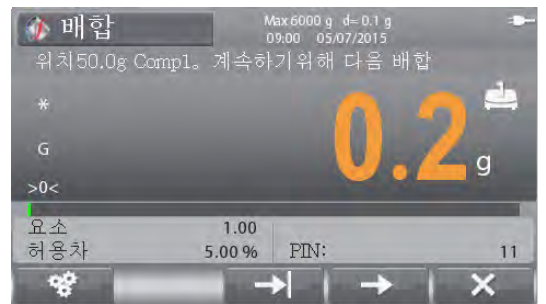 배합
Max 6000 g d= 0.1 g
09:00 05/07/2015
위치50.0g Comp1。계속하기위해 다음 배합
*
G
>0<
0.2 g
요소 1.00
허용차 5.00 % PIN: 11